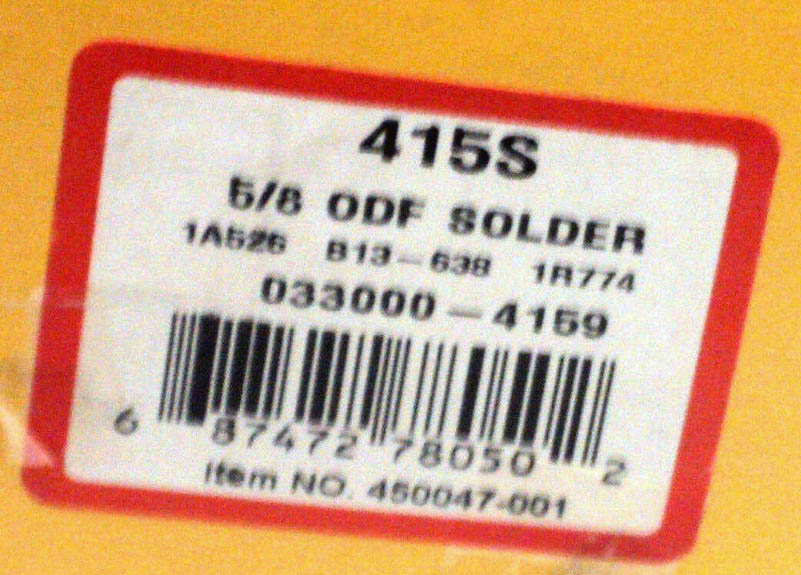 415S
5/8 ODF SOLDER
1A526 B13-638 1R774
033000-4159
6 87472 78050 2
Item NO. 450047-001